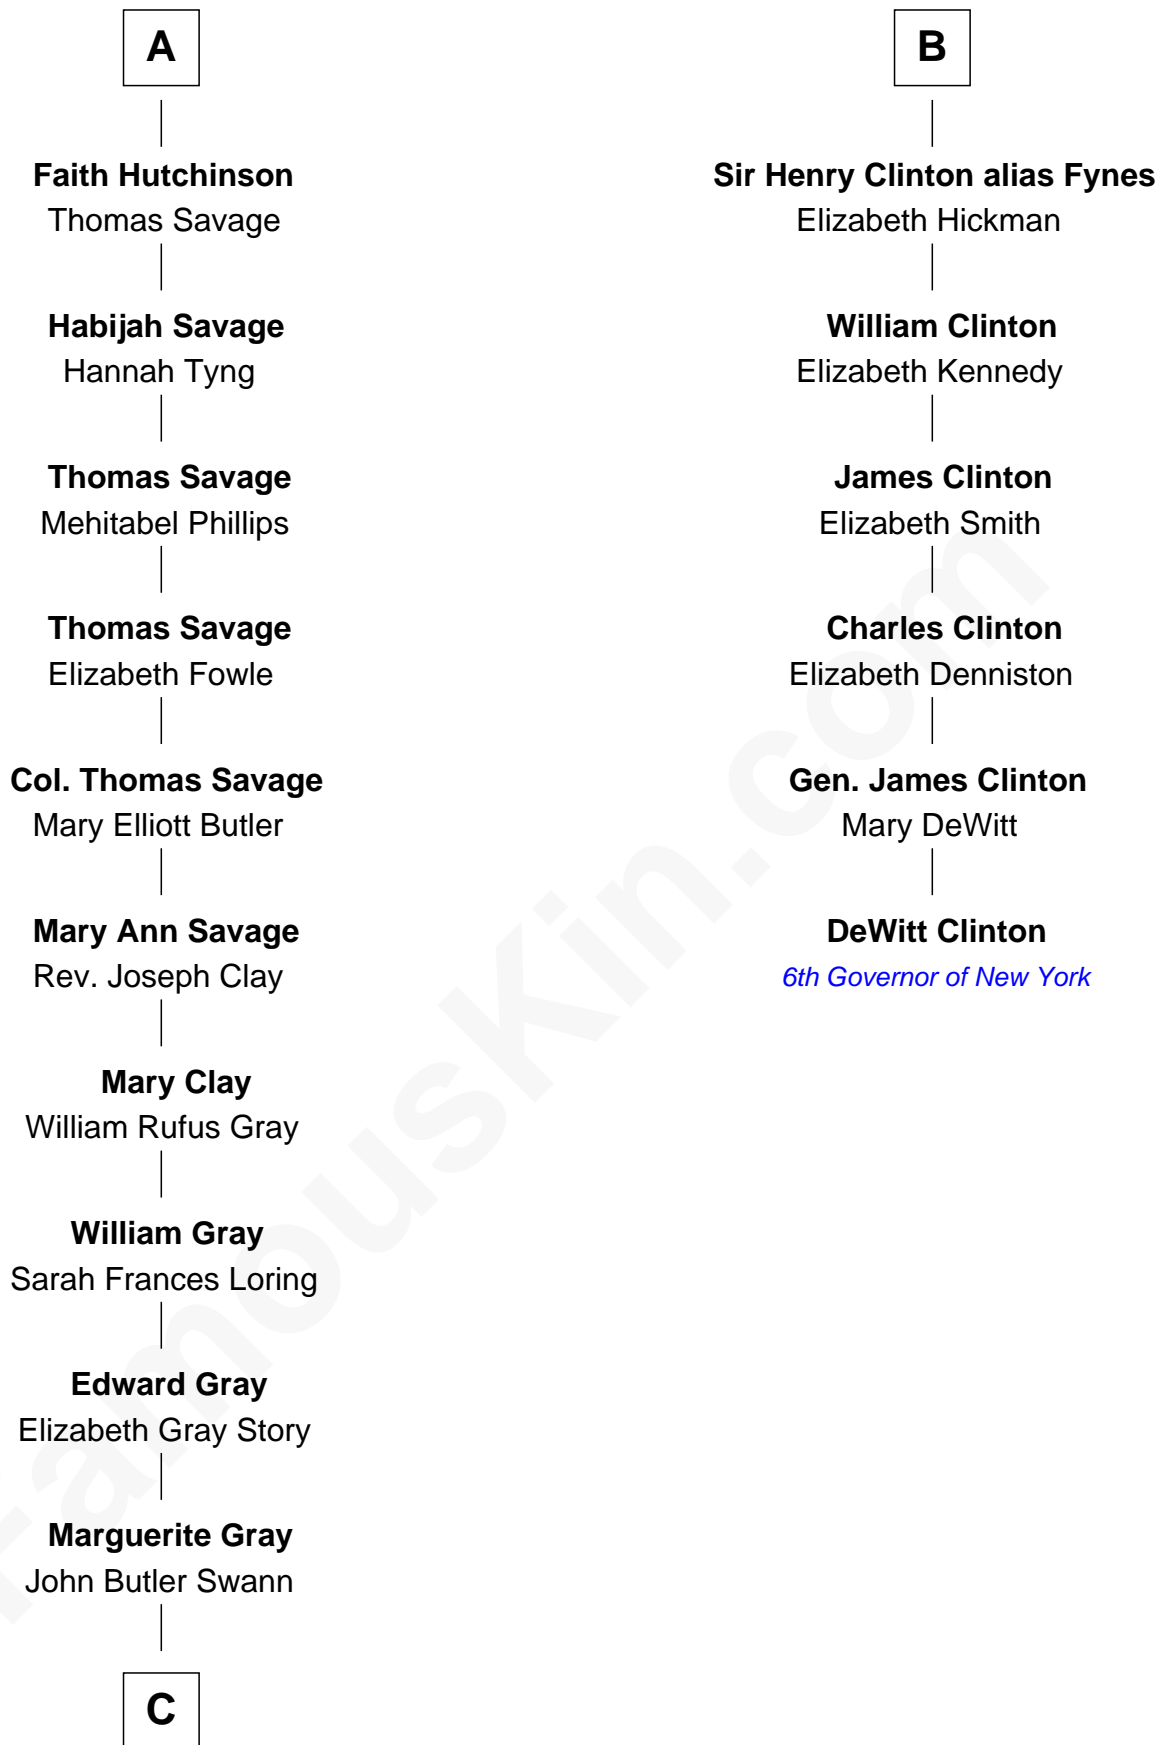 A
Faith Hutchinson
Thomas Savage
Habijah Savage
Hannah Tyng
Thomas Savage
Mehitabel Phillips
Thomas Savage
Elizabeth Fowle
Col. Thomas Savage
Mary Elliott Butler
Mary Ann Savage
Rev. Joseph Clay
Mary Clay
William Rufus Gray
William Gray
Sarah Frances Loring
Edward Gray
Elizabeth Gray Story
Marguerite Gray
John Butler Swann
C
B
Sir Henry Clinton alias Fynes
Elizabeth Hickman
William Clinton
Elizabeth Kennedy
James Clinton
Elizabeth Smith
Charles Clinton
Elizabeth Denniston
Gen. James Clinton
Mary DeWitt
DeWitt Clinton
6th Governor of New York
FamousKin.com